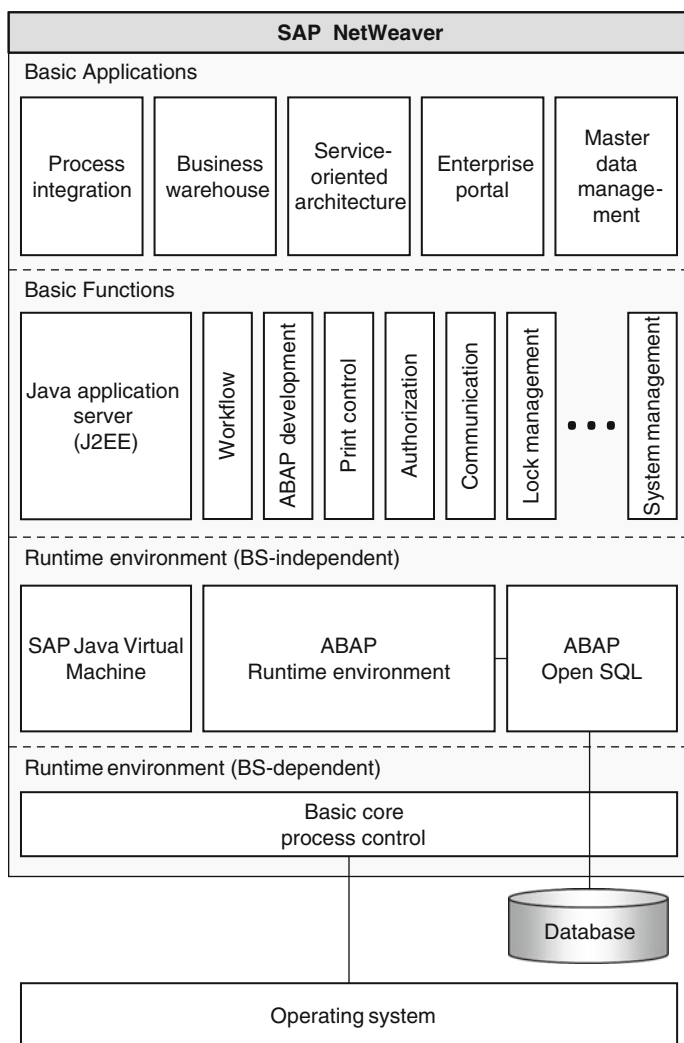 SAP NetWeaver
Basic Applications
Process
integration
Business
warehouse
Service-
oriented
architecture
Enterprise
portal
Master
data
manage-
ment
Basic Functions
Java application
server
(J2EE)
Workflow
ABAP development
Print control
Authorization
Communication
Lock management
...
System management
Runtime environment (BS-independent)
SAP Java Virtual
Machine
ABAP
Runtime environment
ABAP
Open SQL
Runtime environment (BS-dependent)
Basic core
process control
Database
Operating system